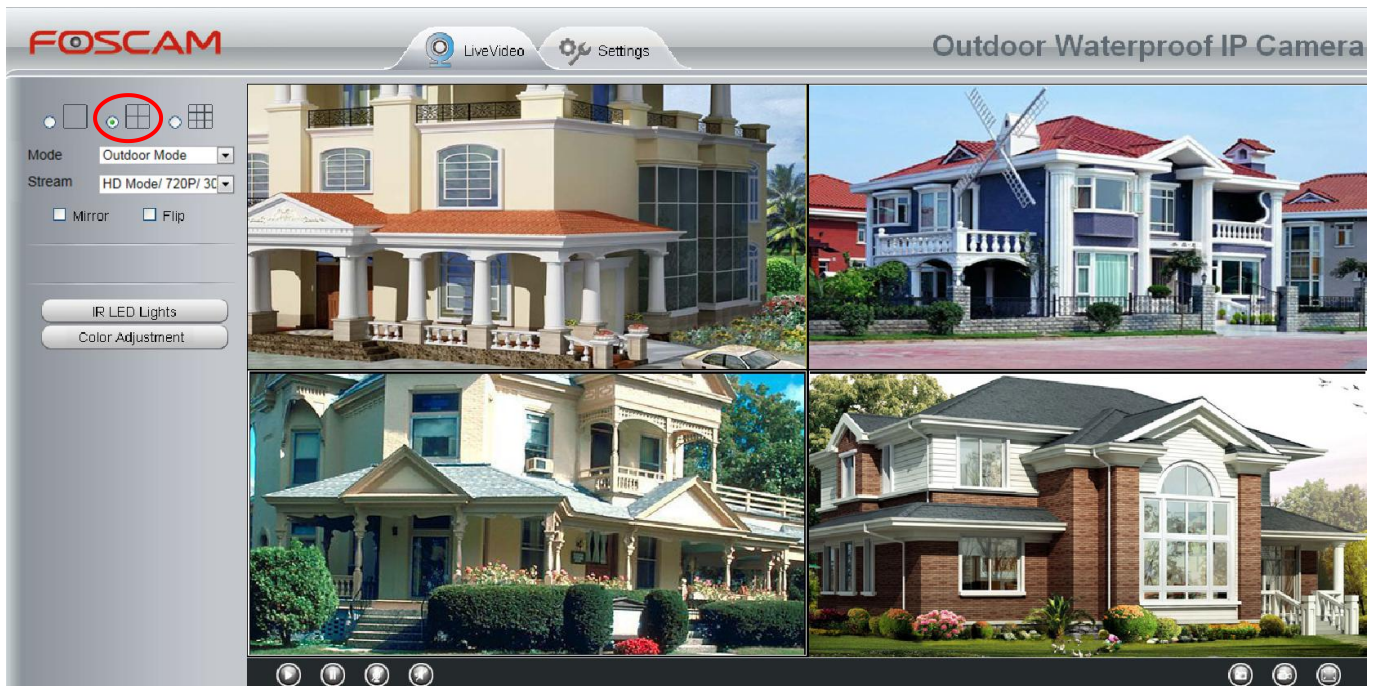 FOSCAM
LiveVideo
Settings
Outdoor Waterproof IP Camera
Mode
Outdoor Mode
Stream
HD Mode/ 720P/ 30
Mirror
Flip
IR LED Lights
Color Adjustment